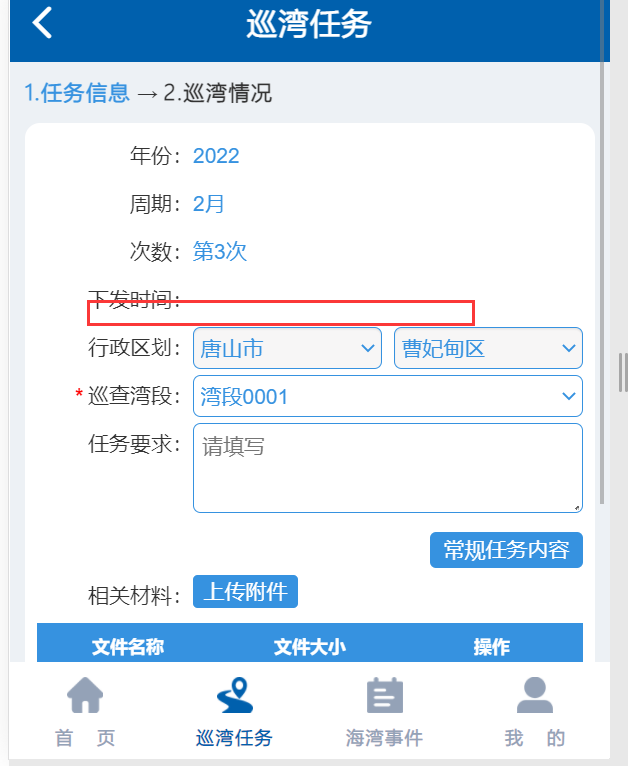 巡湾任务
1.任务信息 → 2.巡湾情况
年份： 2022
周期： 2月
次数： 第3次
下发时间：
行政区划： 唐山市 曹妃甸区
*巡查湾段： 湾段0001
任务要求： 请填写
常规任务内容
相关材料： 上传附件
文件名称 文件大小 操作
首 页 巡湾任务 海湾事件 我 的